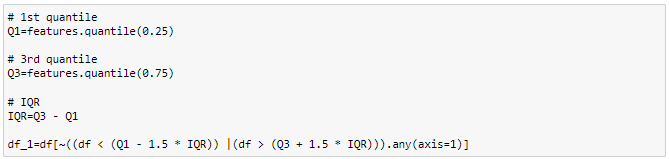 # 1st quantile
Q1=features.quantile(0.25)
# 3rd quantile
Q3=features.quantile(0.75)
# IQR
IQR=Q3 - Q1
df_1=df[~((df < (Q1 - 1.5 * IQR)) |(df > (Q3 + 1.5 * IQR))).any(axis=1)]